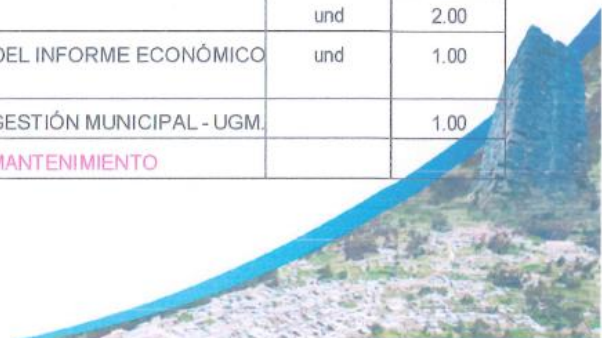 und 2.00
DEL INFORME ECONÓMICO und 1.00
GESTIÓN MUNICIPAL - UGM. 1.00
MANTENIMIENTO